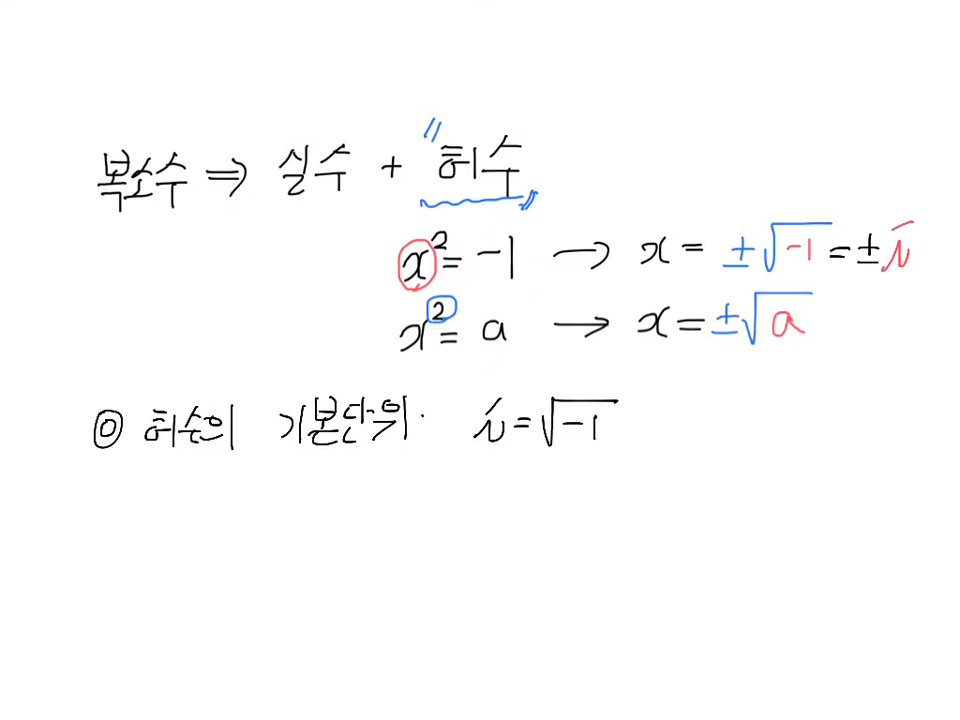 복소수 ⇒ 실수 + "허수"
x² = -1 → x = ±√-1 = ±i
x² = a → x = ±√a
◎ 허수의 기본단위. i = √-1